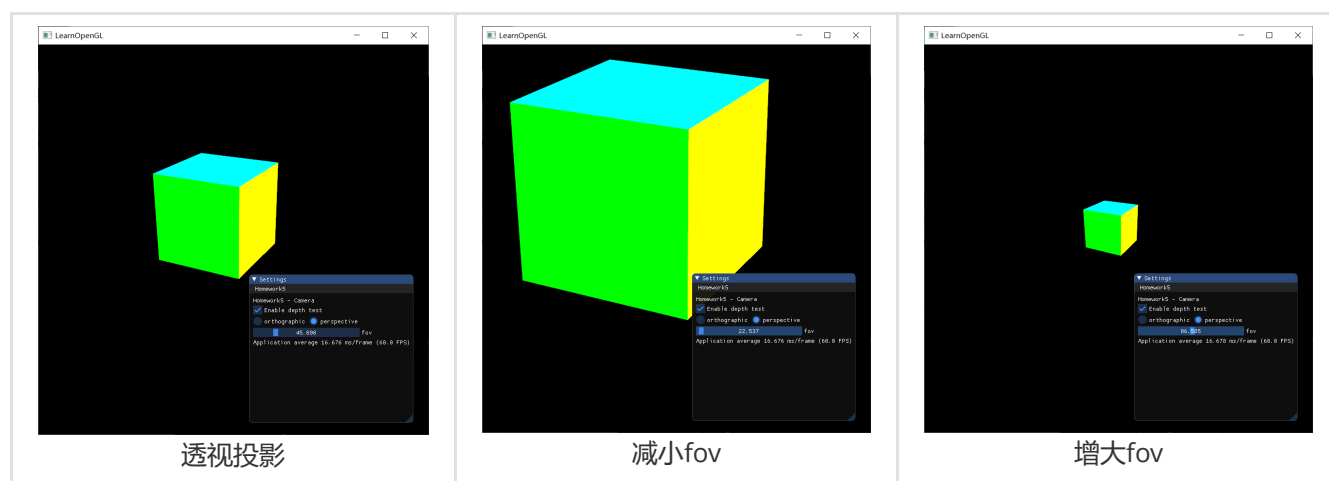 LearnOpenGL
Settings
Homework5
Homework5 - Camera
Enable depth test
orthographic perspective
45.000 fov
Application average 16.676 ms/frame (60.0 FPS)
透视投影
LearnOpenGL
Settings
Homework5
Homework5 - Camera
Enable depth test
orthographic perspective
22.537 fov
Application average 16.676 ms/frame (60.0 FPS)
减小fov
LearnOpenGL
Settings
Homework5
Homework5 - Camera
Enable depth test
orthographic perspective
fov
Application average 16.678 ms/frame (60.0 FPS)
增大fov